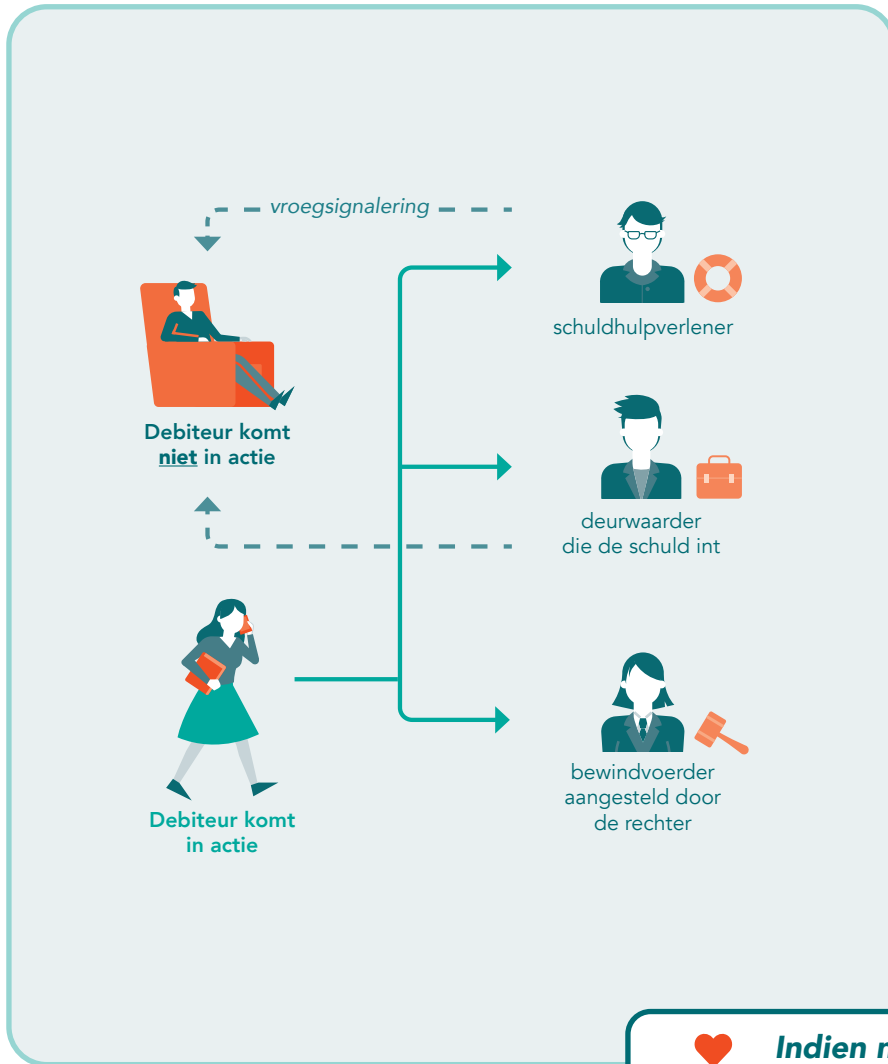 vroegsignalering
schuldhulpverlener
Debiteur komt
niet in actie
deurwaarder
die de schuld int
Debiteur komt
in actie
bewindvoerder
aangesteld door
de rechter
Indien